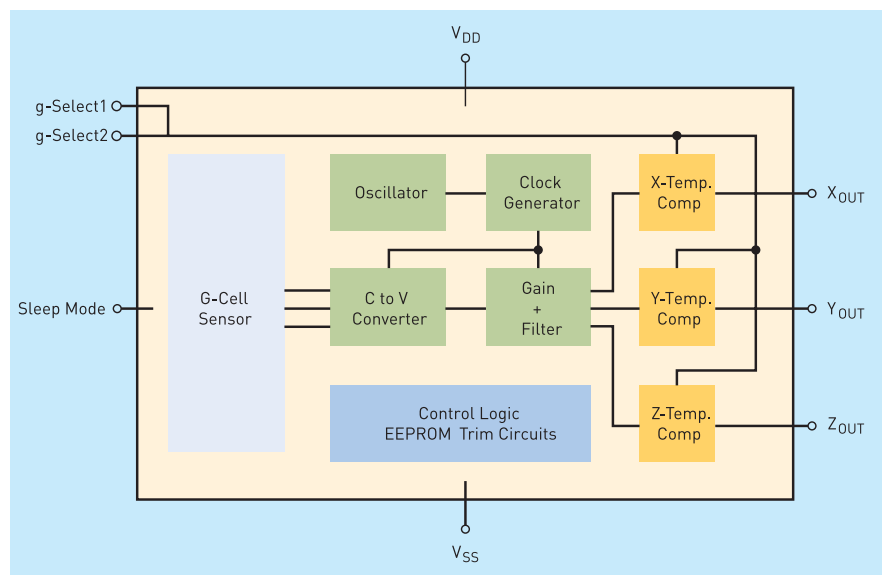 VDD
g-Select1
g-Select2
Oscillator
Clock
Generator
X-Temp.
Comp
XOUT
G-Cell
Sensor
Sleep Mode
C to V
Converter
Gain
+
Filter
Y-Temp.
Comp
YOUT
Control Logic
EEPROM Trim Circuits
Z-Temp.
Comp
ZOUT
VSS